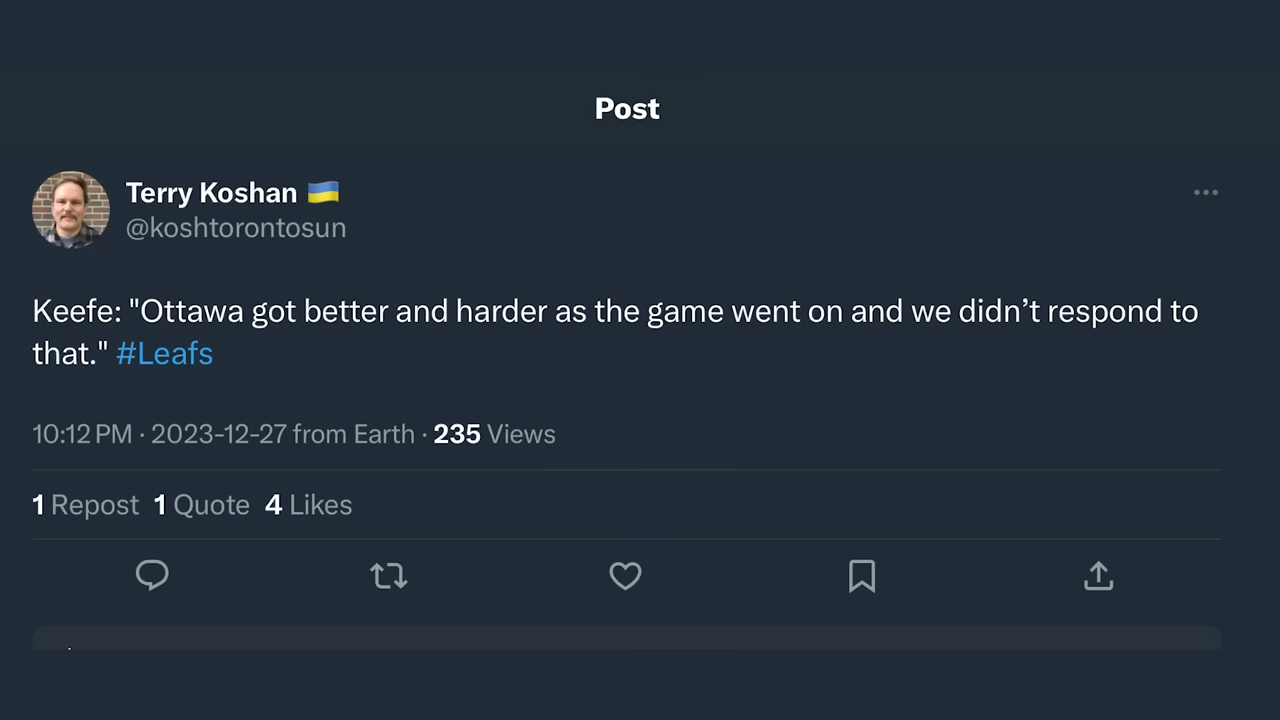 Post
Terry Koshan 🇺🇦
@koshtorontosun
Keefe: "Ottawa got better and harder as the game went on and we didn’t respond to
that." #Leafs
10:12 PM · 2023-12-27 from Earth · 235 Views
1 Repost 1 Quote 4 Likes